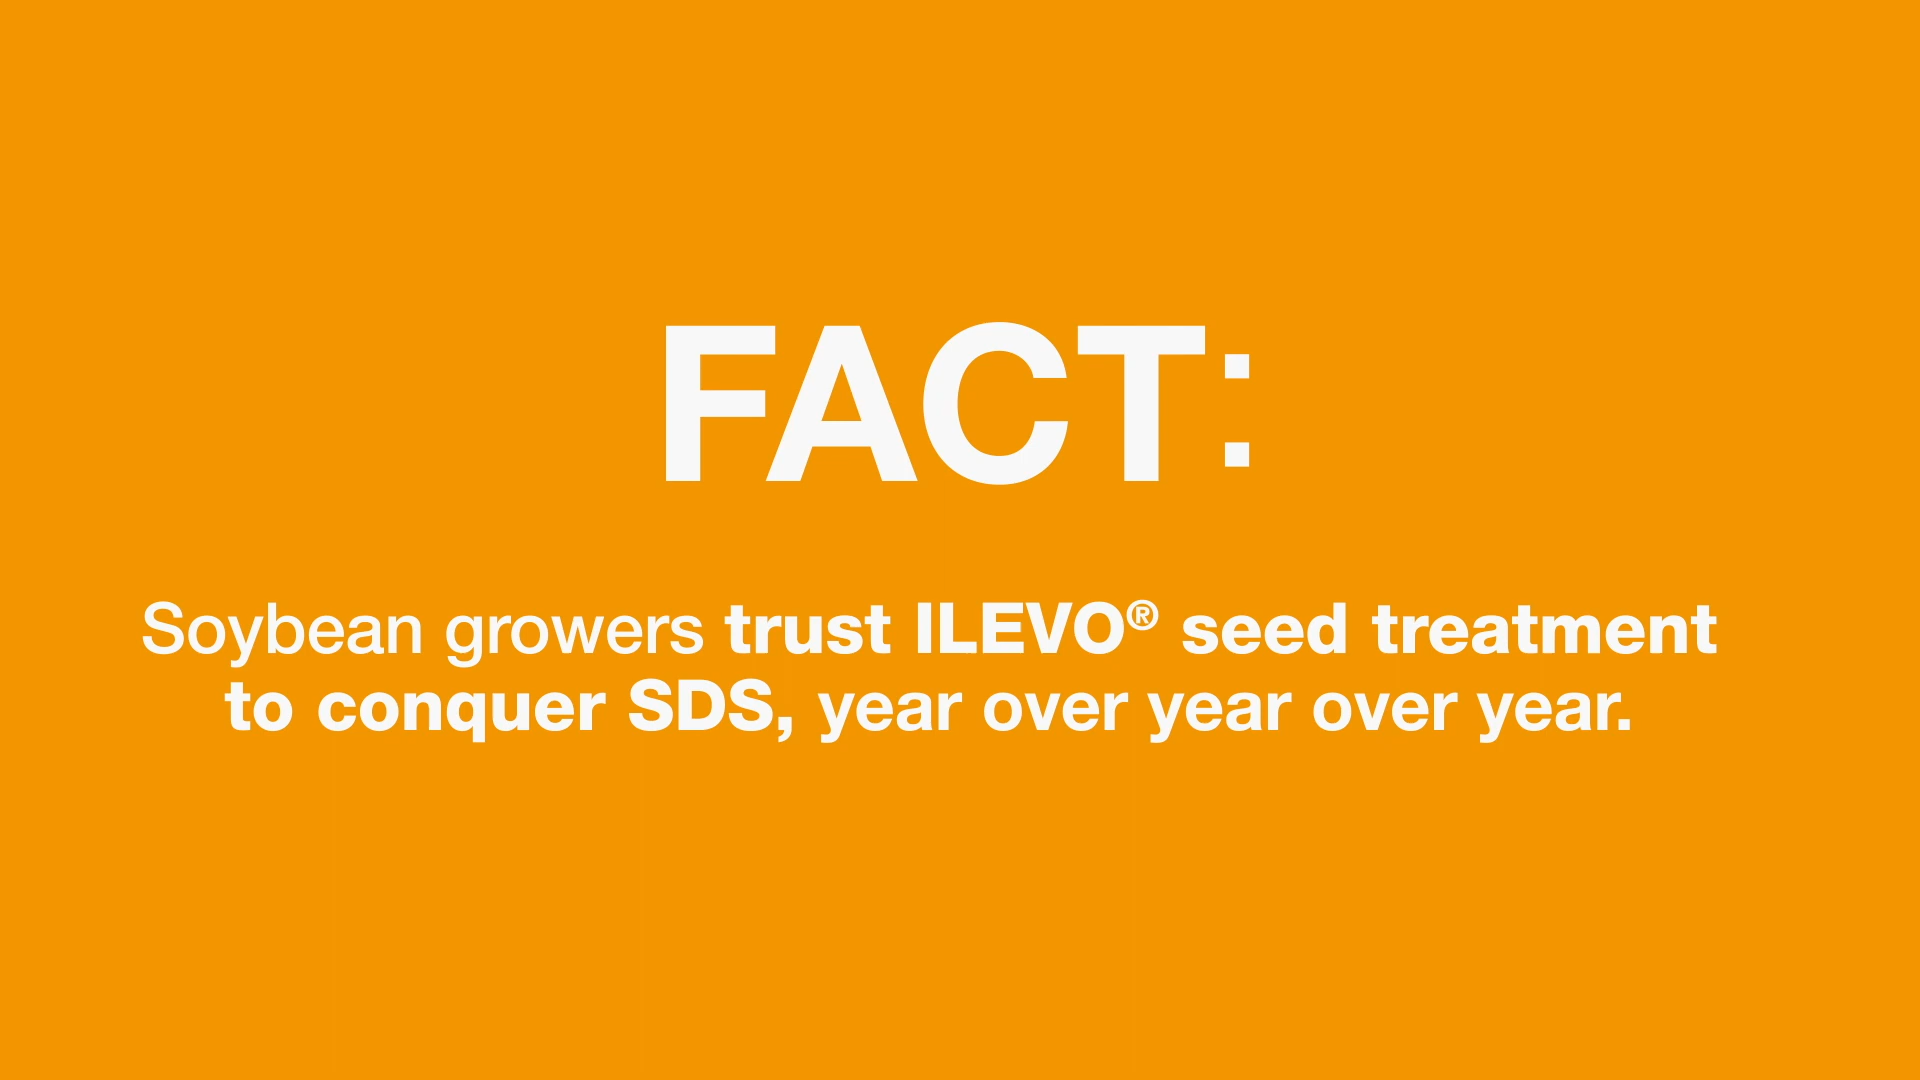 FACT:
Soybean growers trust ILEVO® seed treatment
to conquer SDS, year over year over year.